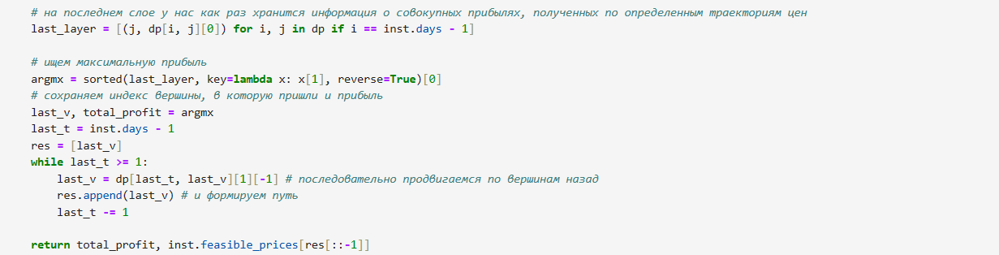 # на последнем слое у нас как раз хранится информация о совокупных прибылях, полученных по определенным траекториям цен
last_layer = [(j, dp[i, j][0]) for i, j in dp if i == inst.days - 1]
# ищем максимальную прибыль
argmx = sorted(last_layer, key=lambda x: x[1], reverse=True)[0]
# сохраняем индекс вершины, в которую пришли и прибыль
last_v, total_profit = argmx
last_t = inst.days - 1
res = [last_v]
while last_t >= 1:
    last_v = dp[last_t, last_v][1][-1] # последовательно продвигаемся по вершинам назад
    res.append(last_v) # и формируем путь
    last_t -= 1
return total_profit, inst.feasible_prices[res[::-1]]